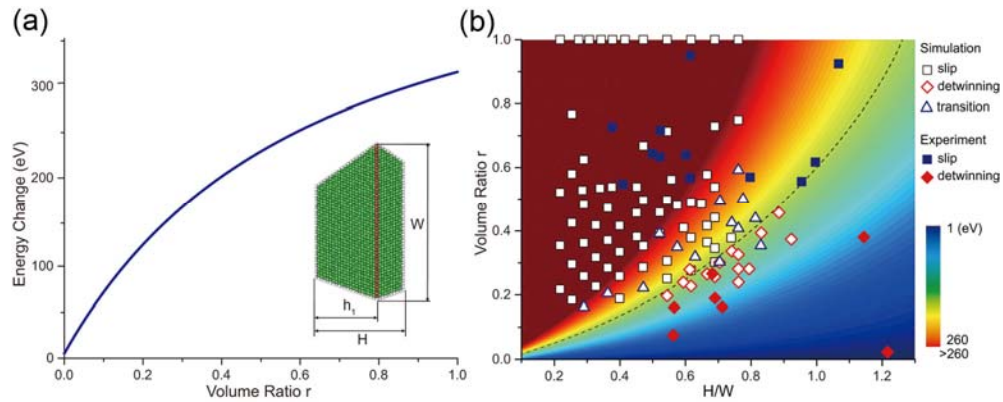 (a)
Energy Change (eV)
300
200
100
0
0.0 0.2 0.4 0.6 0.8 1.0
Volume Ratio r
W
h₁
H
(b)
Volume Ratio r
1.0
0.8
0.6
0.4
0.2
0.0
0.2 0.4 0.6 0.8 1.0 1.2
H/W
Simulation
slip
detwinning
transition
Experiment
slip
detwinning
1 (eV)
260
>260